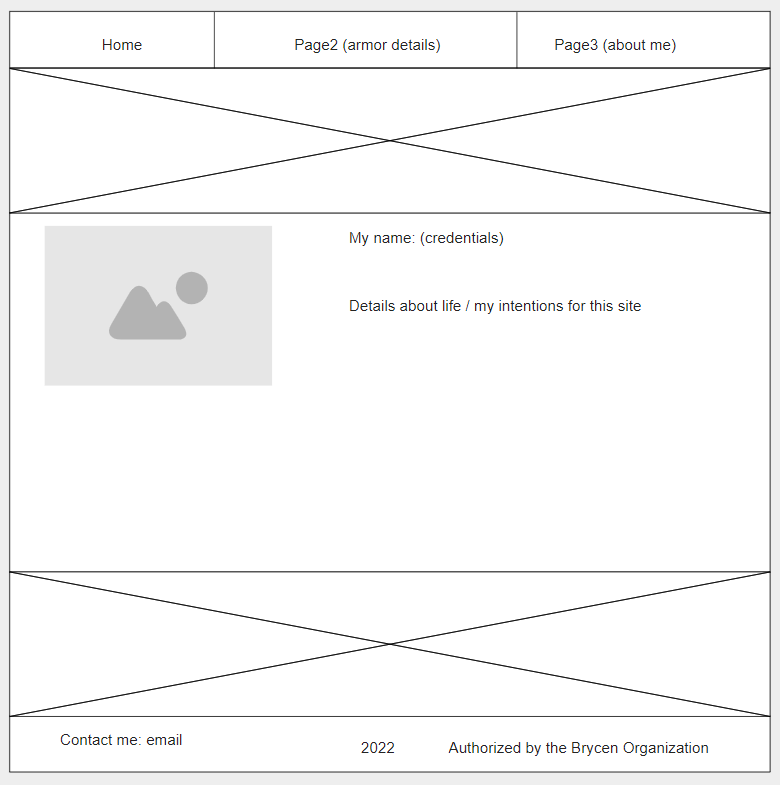 Home
Page2 (armor details)
Page3 (about me)
My name: (credentials)
Details about life / my intentions for this site
Contact me: email
2022
Authorized by the Brycen Organization